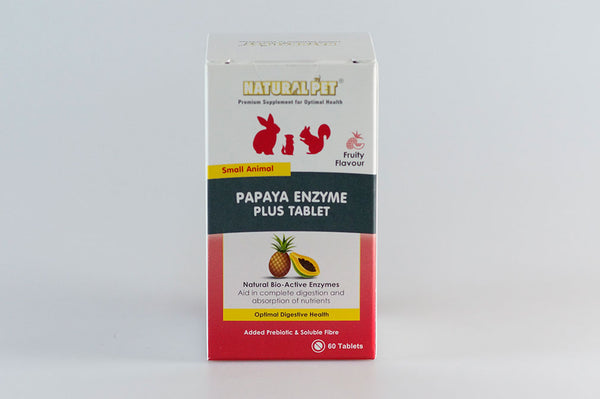 NATURAL PET®
Premium Supplement for Optimal Health
Fruity
Flavour
Small Animal
PAPAYA ENZYME
PLUS TABLET
Natural Bio-Active Enzymes
Aid in complete digestion and
absorption of nutrients
Optimal Digestive Health
Added Prebiotic & Soluble Fibre
60 Tablets